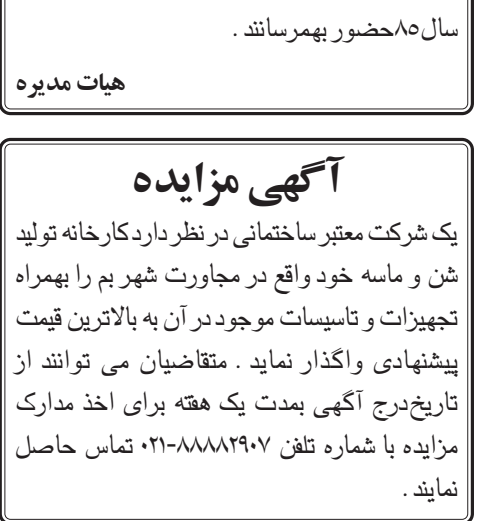 سال۸۵حضور بهمرسانند .
هیات مدیره
آگهی مزایده
یک شرکت معتبر ساختمانی در نظر دارد کارخانه تولید
شن و ماسه خود واقع در مجاورت شهر بم را بهمراه
تجهیزات و تاسیسات موجود در آن به بالاترین قیمت
پیشنهادی واگذار نماید . متقاضیان می توانند از
تاریخ‌درج آگهی بمدت یک هفته برای اخذ مدارک
مزایده با شماره تلفن ۸۸۸۸۲۹۰۷-۰۲۱ تماس حاصل
نمایند .